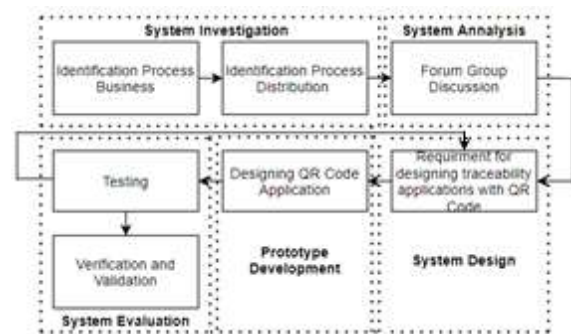 System Investigation
System Annalysis
Identification Process
Business
Identification Process
Distribution
Forum Group
Discussion
Testing
Designing QR Code
Application
Requirment for
designing traceability
applications with QR
Code
Verification and
Validation
Prototype
Development
System Design
System Evaluation